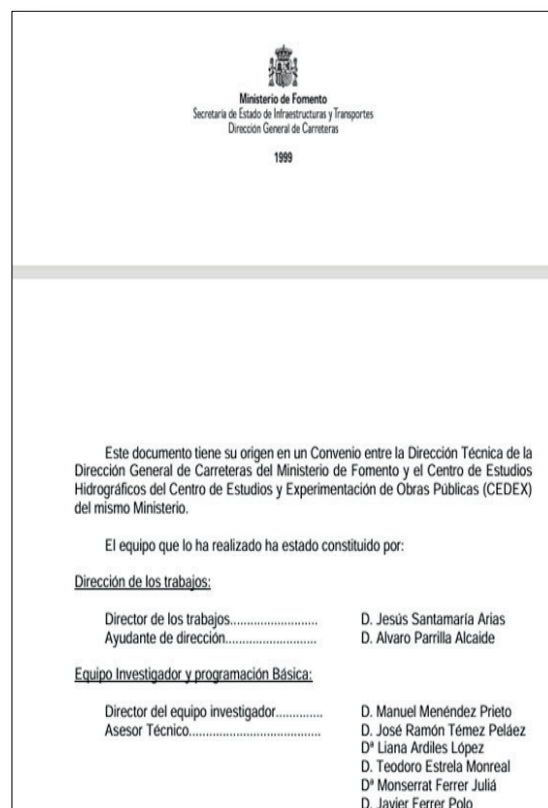 Ministerio de Fomento
Secretaría de Estado de Infraestructuras y Transportes
Dirección General de Carreteras
1999
Este documento tiene su origen en un Convenio entre la Dirección Técnica de la
Dirección General de Carreteras del Ministerio de Fomento y el Centro de Estudios
Hidrográficos del Centro de Estudios y Experimentación de Obras Públicas (CEDEX)
del mismo Ministerio.
El equipo que lo ha realizado ha estado constituido por:
Dirección de los trabajos:
Director de los trabajos.......................... D. Jesús Santamaría Arias
Ayudante de dirección........................... D. Alvaro Parrilla Alcaide
Equipo Investigador y programación Básica:
Director del equipo investigador.............. D. Manuel Menéndez Prieto
Asesor Técnico....................................... D. José Ramón Témez Peláez
Dª Liana Ardiles López
D. Teodoro Estrela Monreal
Dª Monserrat Ferrer Juliá
D. Javier Ferrer Polo